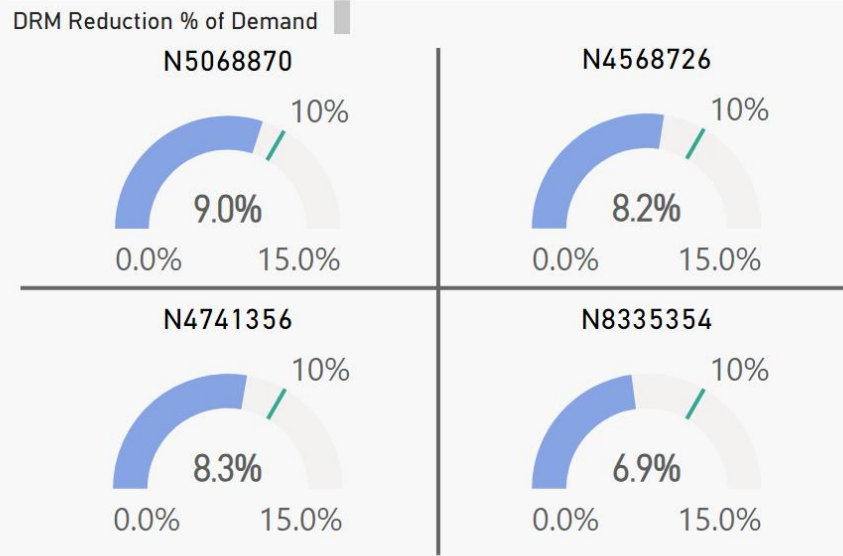 DRM Reduction % of Demand
N5068870
10%
9.0%
0.0% 15.0%
N4568726
10%
8.2%
0.0% 15.0%
N4741356
10%
8.3%
0.0% 15.0%
N8335354
10%
6.9%
0.0% 15.0%